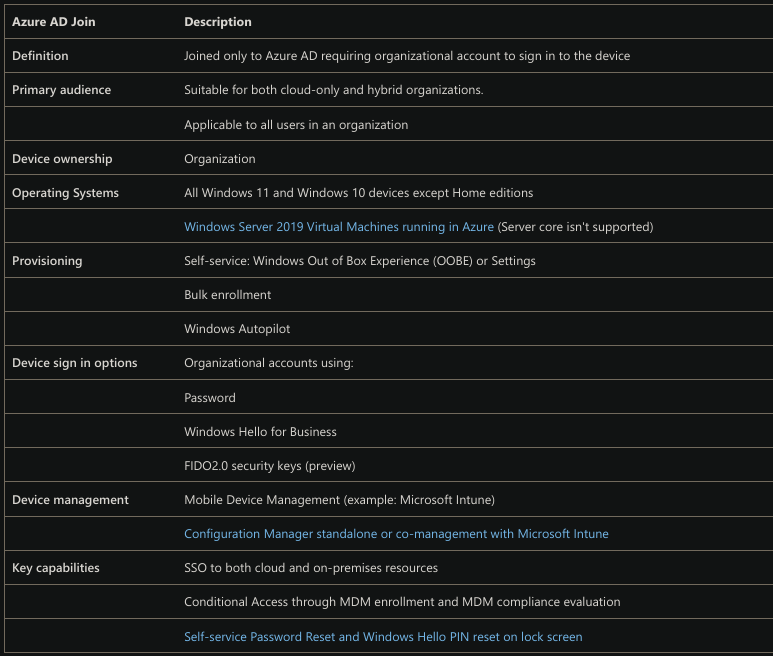 Azure AD Join Description
Definition Joined only to Azure AD requiring organizational account to sign in to the device
Primary audience Suitable for both cloud-only and hybrid organizations.
Applicable to all users in an organization
Device ownership Organization
Operating Systems All Windows 11 and Windows 10 devices except Home editions
Windows Server 2019 Virtual Machines running in Azure (Server core isn't supported)
Provisioning Self-service: Windows Out of Box Experience (OOBE) or Settings
Bulk enrollment
Windows Autopilot
Device sign in options Organizational accounts using:
Password
Windows Hello for Business
FIDO2.0 security keys (preview)
Device management Mobile Device Management (example: Microsoft Intune)
Configuration Manager standalone or co-management with Microsoft Intune
Key capabilities SSO to both cloud and on-premises resources
Conditional Access through MDM enrollment and MDM compliance evaluation
Self-service Password Reset and Windows Hello PIN reset on lock screen